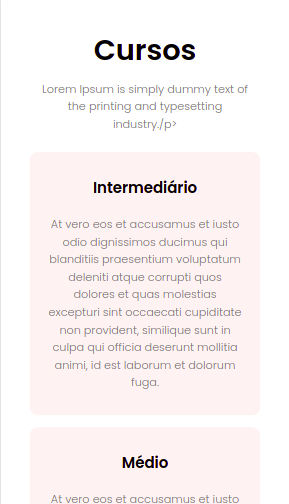 Cursos
Lorem Ipsum is simply dummy text of
the printing and typesetting
industry./p>
Intermediário
At vero eos et accusamus et iusto
odio dignissimos ducimus qui
blanditiis praesentium voluptatum
deleniti atque corrupti quos
dolores et quas molestias
excepturi sint occaecati cupiditate
non provident, similique sunt in
culpa qui officia deserunt mollitia
animi, id est laborum et dolorum
fuga.
Médio
At vero eos et accusamus et iusto